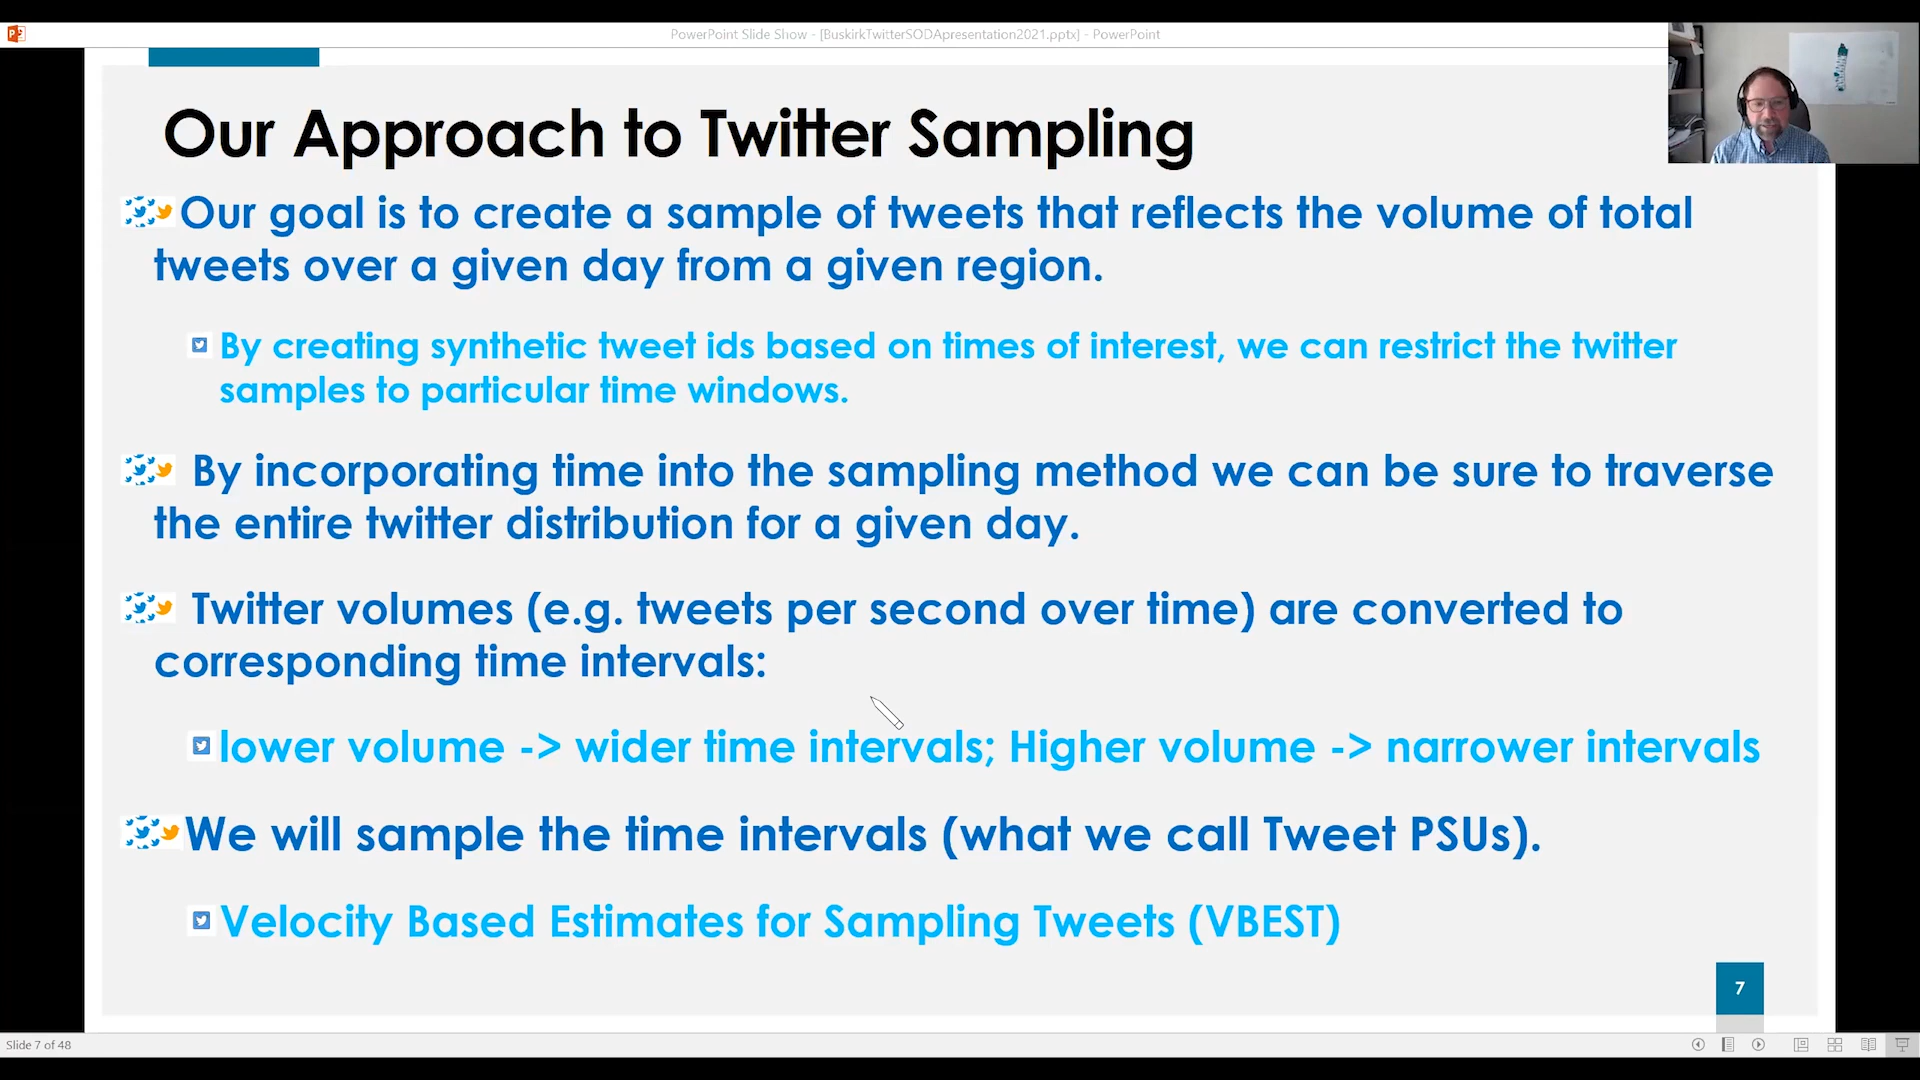 PowerPoint Slide Show - [BuskirkTwitterSODApresentation2021.pptx] - PowerPoint
Our Approach to Twitter Sampling
Our goal is to create a sample of tweets that reflects the volume of total
tweets over a given day from a given region.
By creating synthetic tweet ids based on times of interest, we can restrict the twitter
samples to particular time windows.
By incorporating time into the sampling method we can be sure to traverse
the entire twitter distribution for a given day.
Twitter volumes (e.g. tweets per second over time) are converted to
corresponding time intervals:
lower volume -> wider time intervals; Higher volume -> narrower intervals
We will sample the time intervals (what we call Tweet PSUs).
Velocity Based Estimates for Sampling Tweets (VBEST)
7
Slide 7 of 48